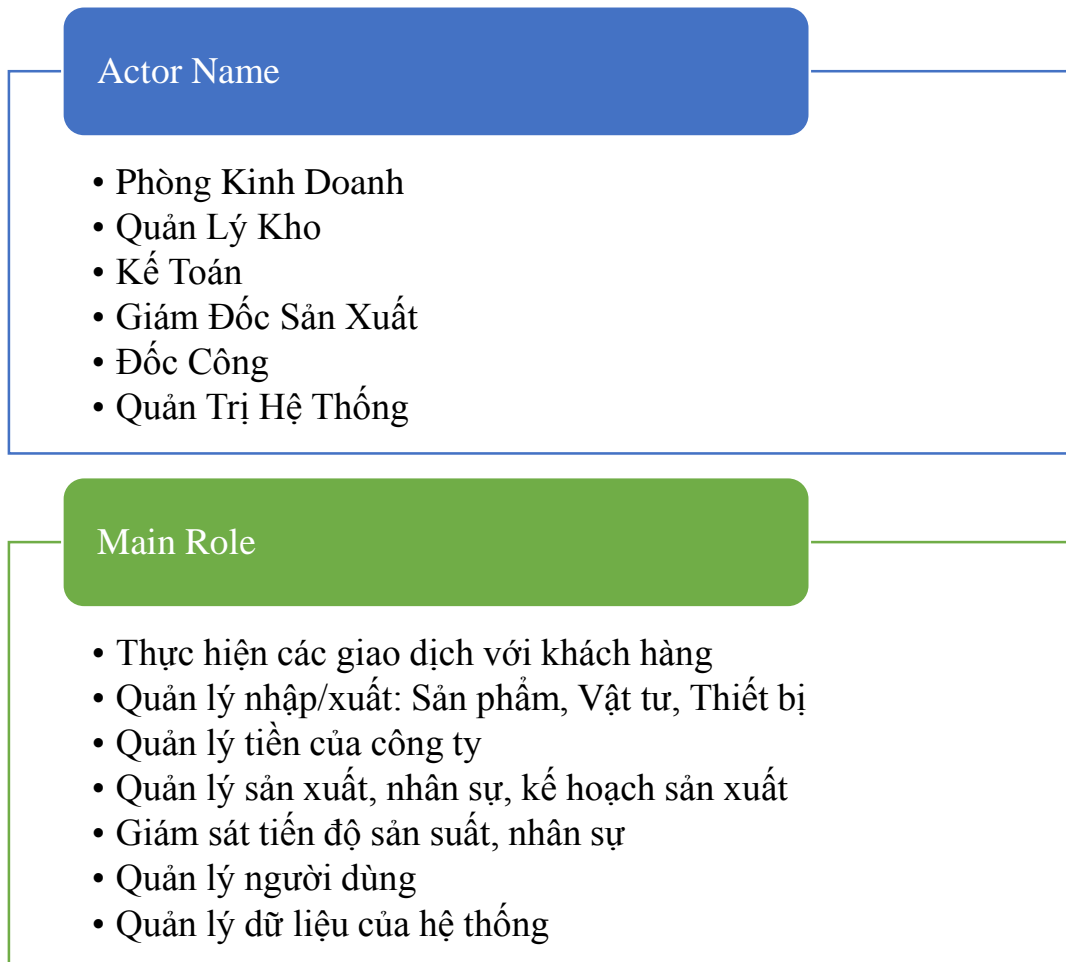 Actor Name
• Phòng Kinh Doanh
• Quản Lý Kho
• Kế Toán
• Giám Đốc Sản Xuất
• Đốc Công
• Quản Trị Hệ Thống
Main Role
• Thực hiện các giao dịch với khách hàng
• Quản lý nhập/xuất: Sản phẩm, Vật tư, Thiết bị
• Quản lý tiền của công ty
• Quản lý sản xuất, nhân sự, kế hoạch sản xuất
• Giám sát tiến độ sản suất, nhân sự
• Quản lý người dùng
• Quản lý dữ liệu của hệ thống